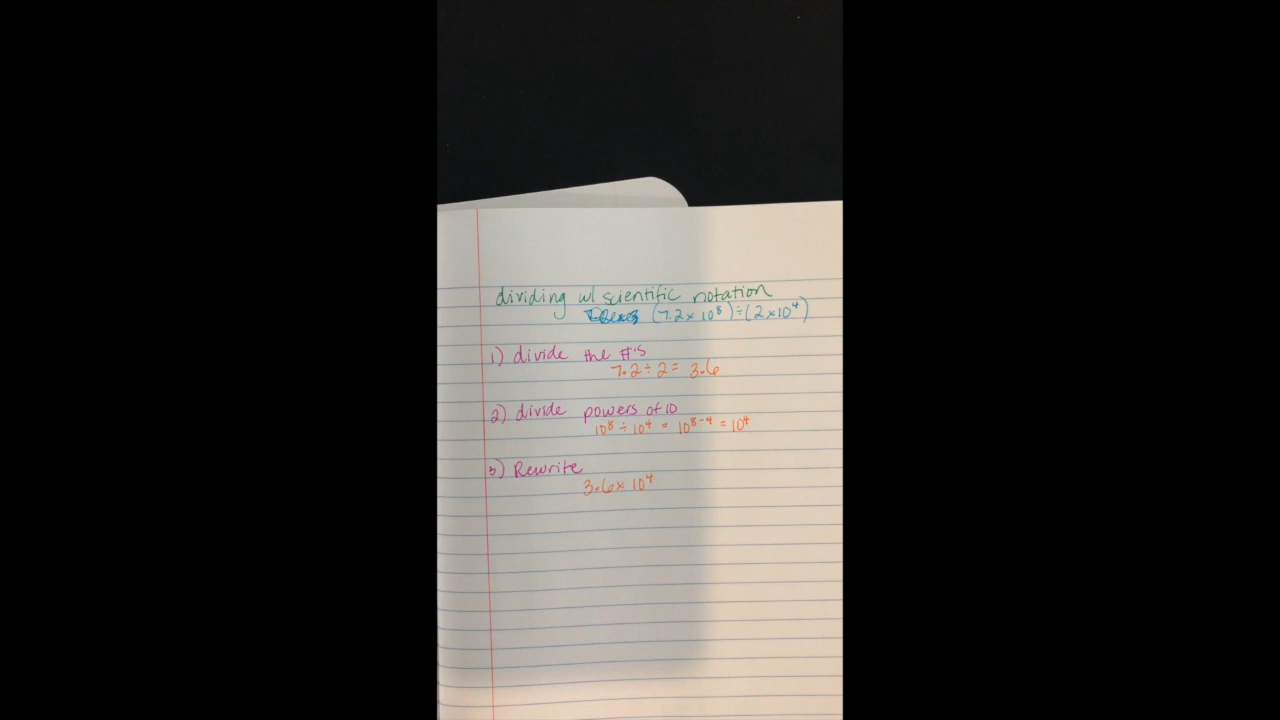 dividing w/ scientific notation
(7.2 x 10⁸) ÷ (2 x 10⁴)
1) divide the #'s
7.2 ÷ 2 = 3.6
2) divide powers of 10
10⁸ ÷ 10⁴ = 10⁸⁻⁴ = 10⁴
3) Rewrite
3.6 x 10⁴